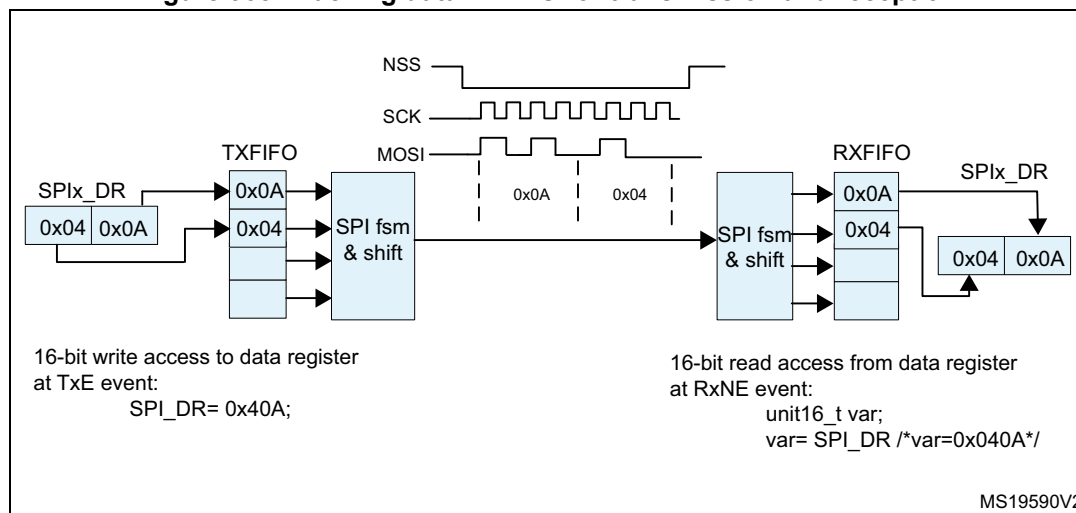 NSS
SCK
MOSI
TXFIFO
RXFIFO
SPIx_DR
SPIx_DR
0x04 0x0A
0x0A
0x04
SPI fsm
& shift
0x0A
0x04
SPI fsm
& shift
0x0A
0x04
0x04 0x0A
16-bit write access to data register
at TxE event:
SPI_DR= 0x40A;
16-bit read access from data register
at RxNE event:
unit16_t var;
var= SPI_DR /*var=0x040A*/
MS19590V2